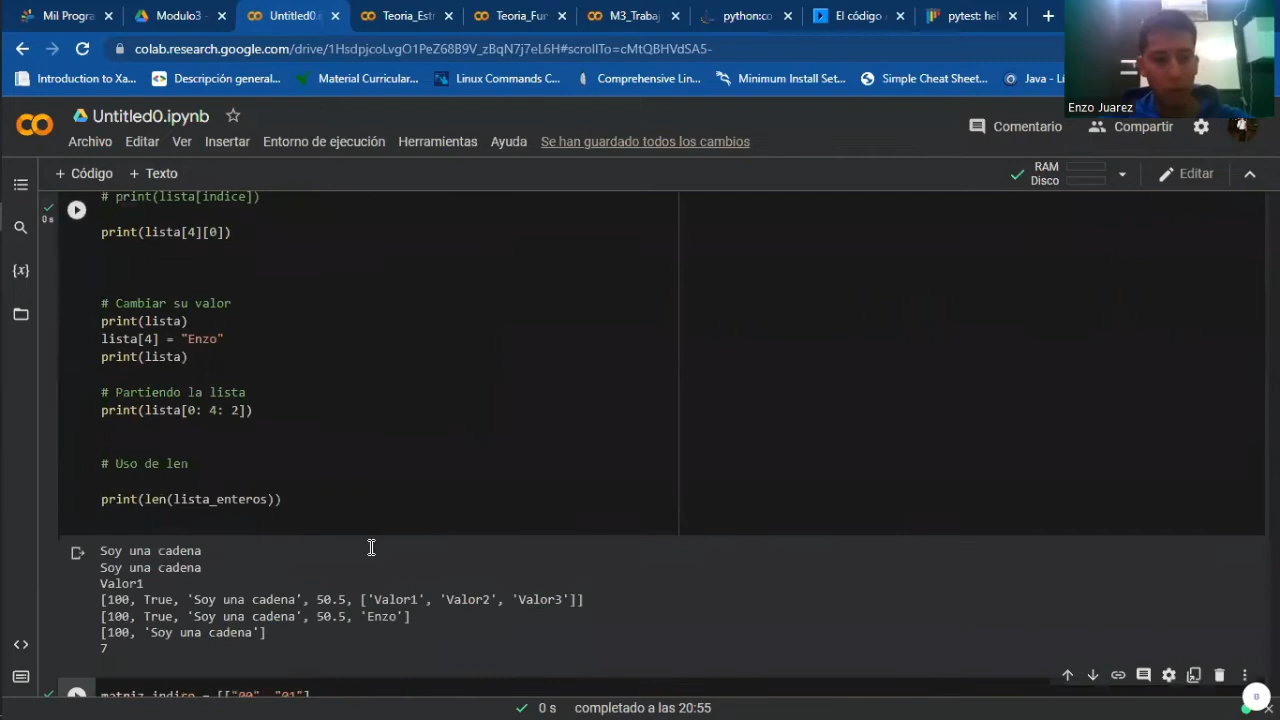 Mil Progra
Modulo3 -
Untitled0.
Teoria_Est
Teoria_Fur
M3_Trabaj
python:co
El código
pytest: hel
colab.research.google.com/drive/1HsdpjcoLvgO1PeZ68B9V_zBqN7j7eL6H#scrollTo=cMtQBHVdSA5-
Introduction to Xa...
Descripción general...
Material Curricular...
Linux Commands C...
Comprehensive Lin...
Minimum Install Set...
Simple Cheat Sheet...
Java - Li
Enzo Juarez
Untitled0.ipynb
Comentario
Compartir
Archivo Editar Ver Insertar Entorno de ejecución Herramientas Ayuda Se han guardado todos los cambios
+ Código + Texto
RAM
Disco
Editar
0 s
# print(lista[indice])
print(lista[4][0])
# Cambiar su valor
print(lista)
lista[4] = "Enzo"
print(lista)
# Partiendo la lista
print(lista[0: 4: 2])
# Uso de len
print(len(lista_enteros))
Soy una cadena
Soy una cadena
Valor1
[100, True, 'Soy una cadena', 50.5, ['Valor1', 'Valor2', 'Valor3']]
[100, True, 'Soy una cadena', 50.5, 'Enzo']
[100, 'Soy una cadena']
7
matriz_indice = [["00", "01"]
0 s completado a las 20:55